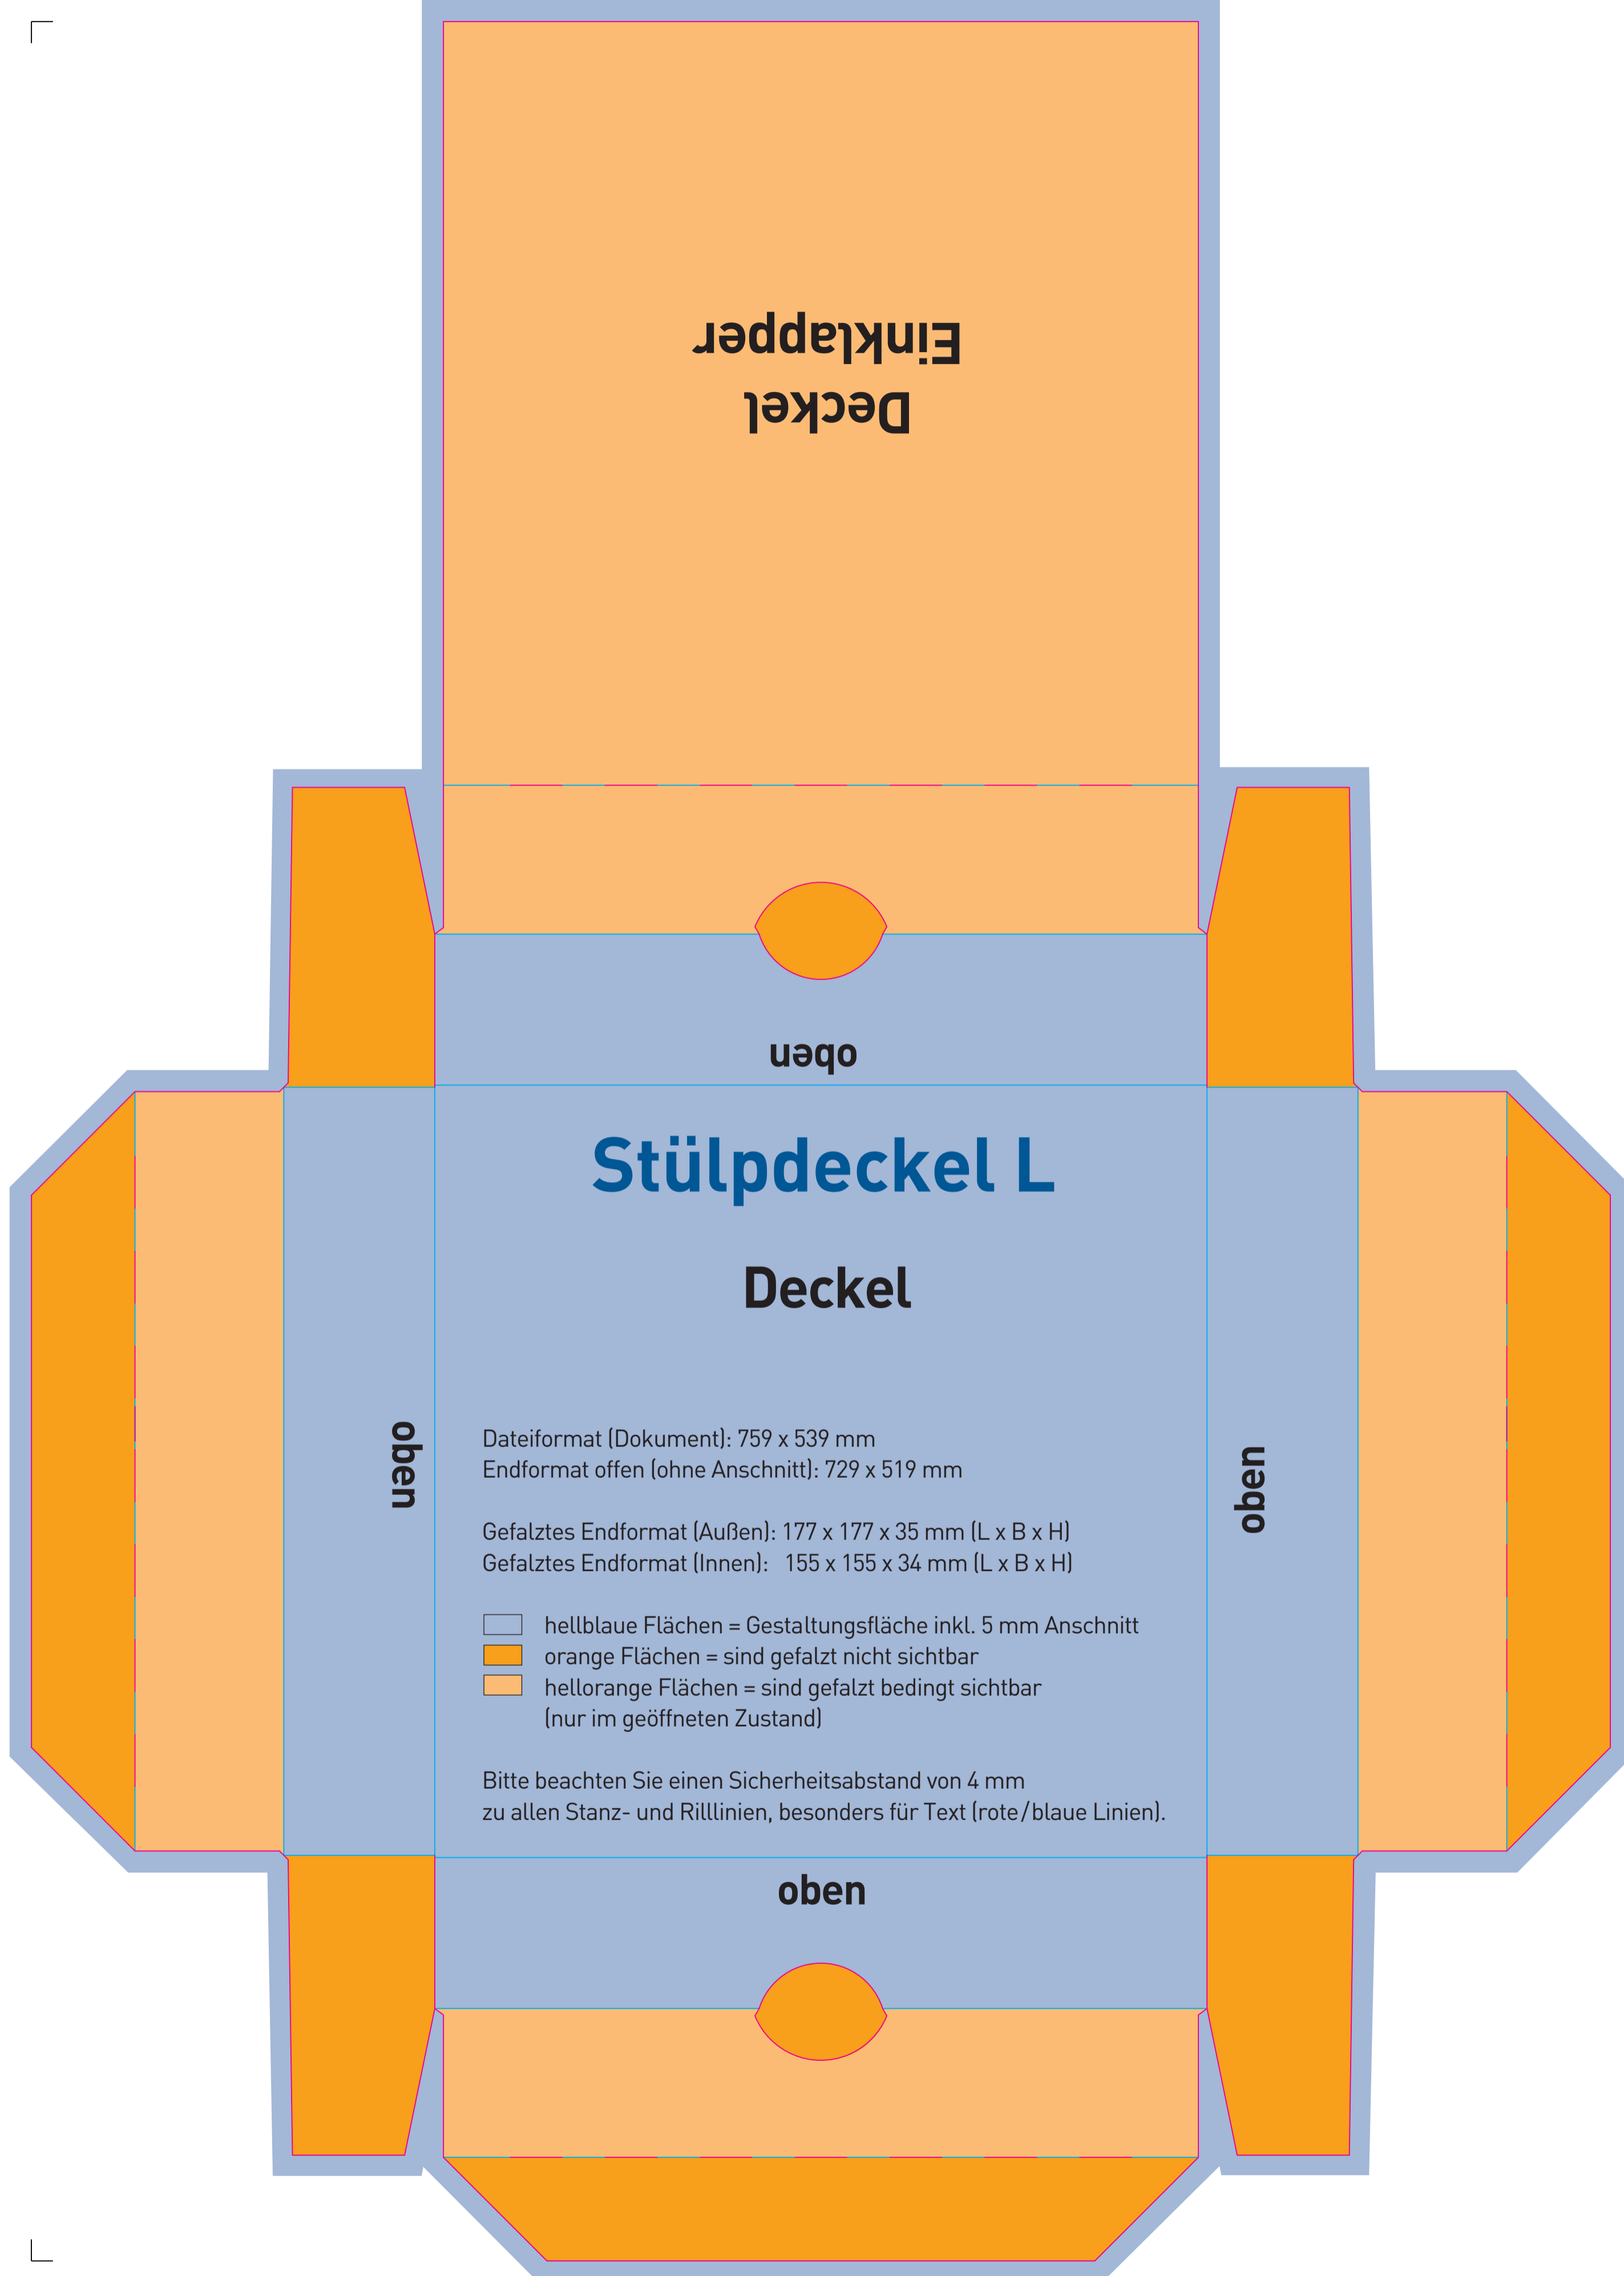 Deckel
Einklapper
oben
Stülpdeckel L
Deckel
oben
oben
Dateiformat (Dokument): 759 x 539 mm
Endformat offen (ohne Anschnitt): 729 x 519 mm
Gefalztes Endformat (Außen): 177 x 177 x 35 mm (L x B x H)
Gefalztes Endformat (Innen): 155 x 155 x 34 mm (L x B x H)
hellblaue Flächen = Gestaltungsfläche inkl. 5 mm Anschnitt
orange Flächen = sind gefalzt nicht sichtbar
hellorange Flächen = sind gefalzt bedingt sichtbar
(nur im geöffneten Zustand)
Bitte beachten Sie einen Sicherheitsabstand von 4 mm
zu allen Stanz- und Rilllinien, besonders für Text (rote/blaue Linien).
oben